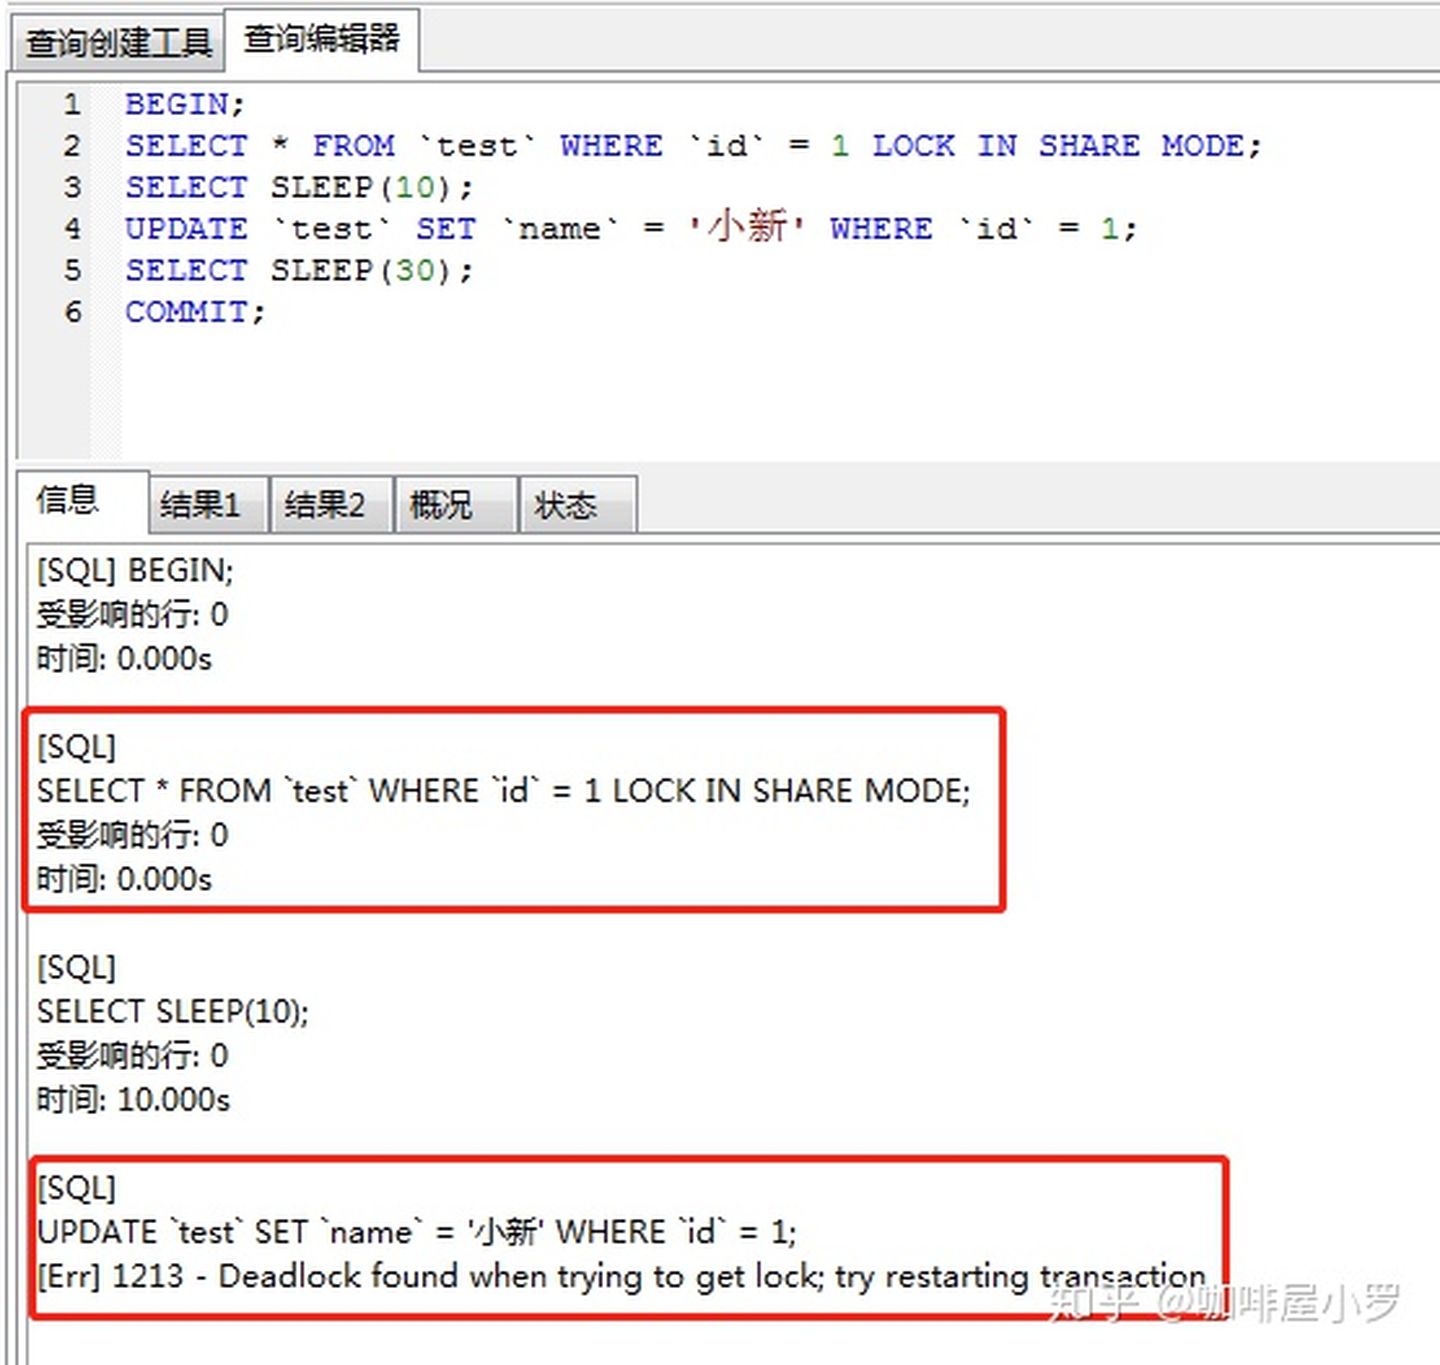 查询创建工具 查询编辑器
1 BEGIN;
2 SELECT * FROM `test` WHERE `id` = 1 LOCK IN SHARE MODE;
3 SELECT SLEEP(10);
4 UPDATE `test` SET `name` = '小新' WHERE `id` = 1;
5 SELECT SLEEP(30);
6 COMMIT;
信息 结果1 结果2 概况 状态
[SQL] BEGIN;
受影响的行: 0
时间: 0.000s
[SQL]
SELECT * FROM `test` WHERE `id` = 1 LOCK IN SHARE MODE;
受影响的行: 0
时间: 0.000s
[SQL]
SELECT SLEEP(10);
受影响的行: 0
时间: 10.000s
[SQL]
UPDATE `test` SET `name` = '小新' WHERE `id` = 1;
[Err] 1213 - Deadlock found when trying to get lock; try restarting transaction
知乎 @咖啡屋小罗